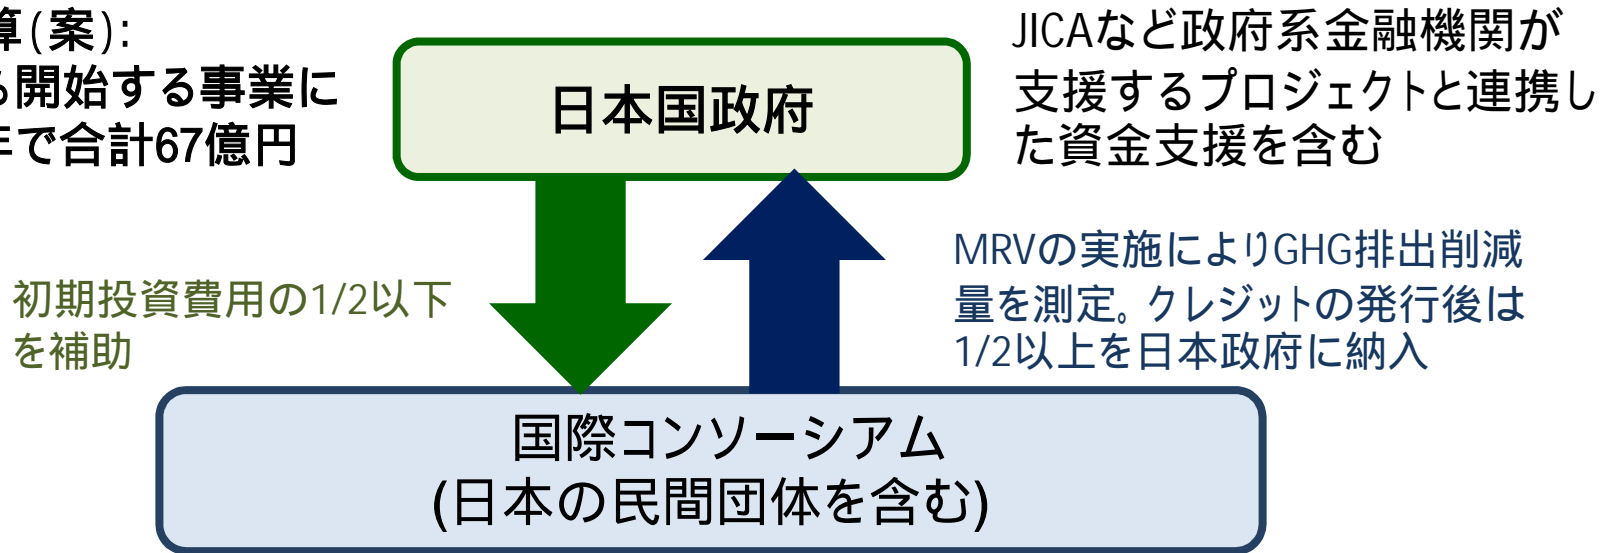 算(案):
ら開始する事業に
年で合計67億円
日本国政府
JICAなど政府系金融機関が
支援するプロジェクトと連携し
た資金支援を含む
初期投資費用の1/2以下
を補助
MRVの実施によりGHG排出削減
量を測定。クレジットの発行後は
1/2以上を日本政府に納入
国際コンソーシアム
(日本の民間団体を含む)